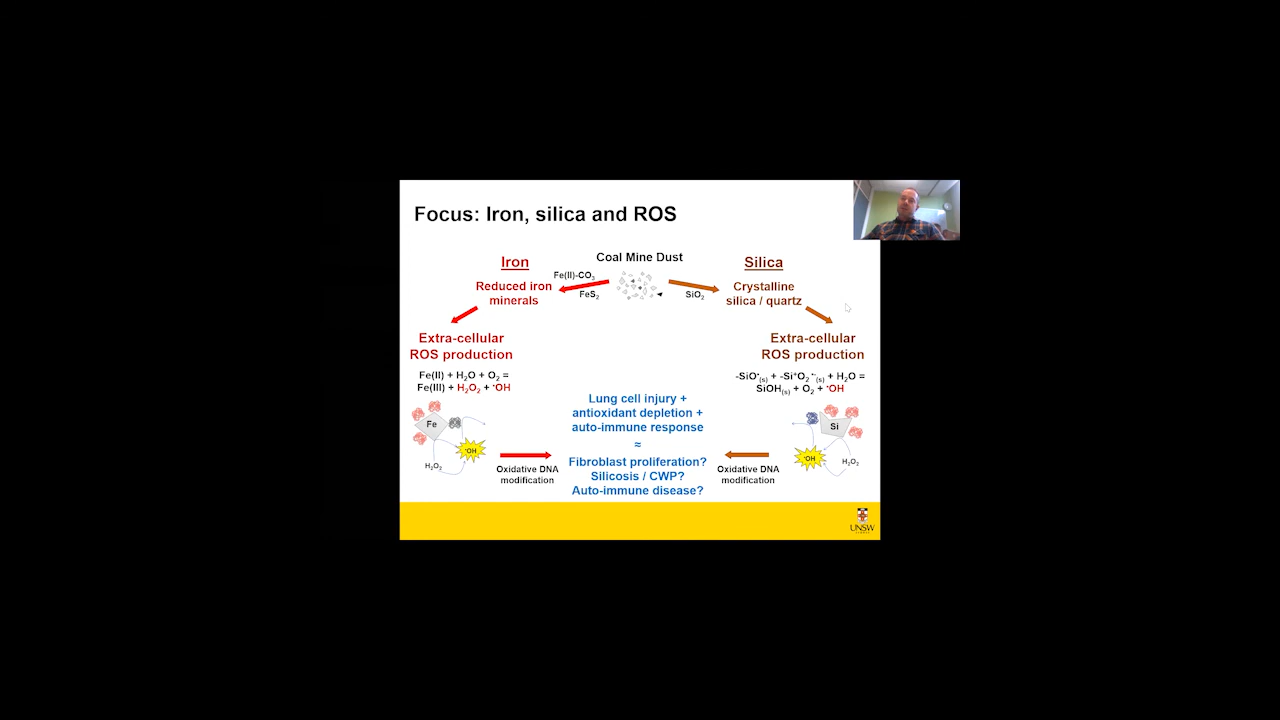 Focus: Iron, silica and ROS
Coal Mine Dust
Iron
Fe(II)-CO₃
FeS₂
Reduced iron
minerals
Silica
SiO₂
Crystalline
silica / quartz
Extra-cellular
ROS production
Fe(II) + H₂O + O₂ =
Fe(III) + H₂O₂ + •OH
Fe
•OH
H₂O₂
Oxidative DNA
modification
Lung cell injury +
antioxidant depletion +
auto-immune response
≈
Fibroblast proliferation?
Silicosis / CWP?
Auto-immune disease?
Extra-cellular
ROS production
-SiO•(s) + -Si⁺O₂•⁻(s) + H₂O =
SiOH(s) + O₂ + •OH
Si
•OH
H₂O₂
Oxidative DNA
modification
UNSW